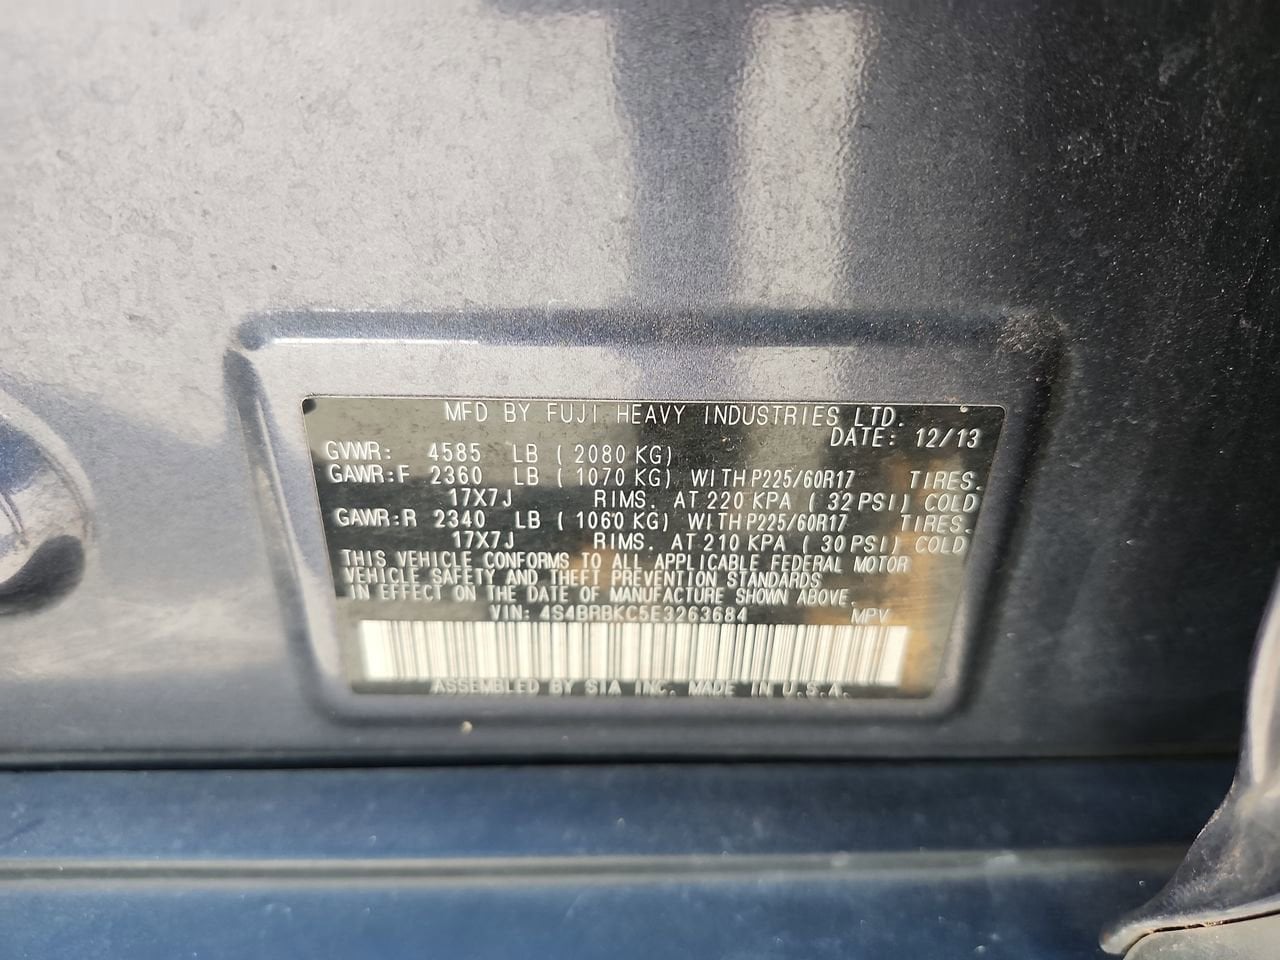 MFD BY FUJI HEAVY INDUSTRIES LTD.
DATE: 12/13
GVWR: 4585 LB ( 2080 KG)
GAWR:F 2360 LB ( 1070 KG) WITH P225/60R17 TIRES.
17X7J RIMS. AT 220 KPA ( 32 PSI) COLD
GAWR:R 2340 LB ( 1060 KG) WITH P225/60R17 TIRES.
17X7J RIMS. AT 210 KPA ( 30 PSI) COLD
THIS VEHICLE CONFORMS TO ALL APPLICABLE FEDERAL MOTOR
VEHICLE SAFETY AND THEFT PREVENTION STANDARDS
IN EFFECT ON THE DATE OF MANUFACTURE SHOWN ABOVE.
VIN: 4S4BRBKC5E3263684 MPV
ASSEMBLED BY SIA INC. MADE IN U.S.A.